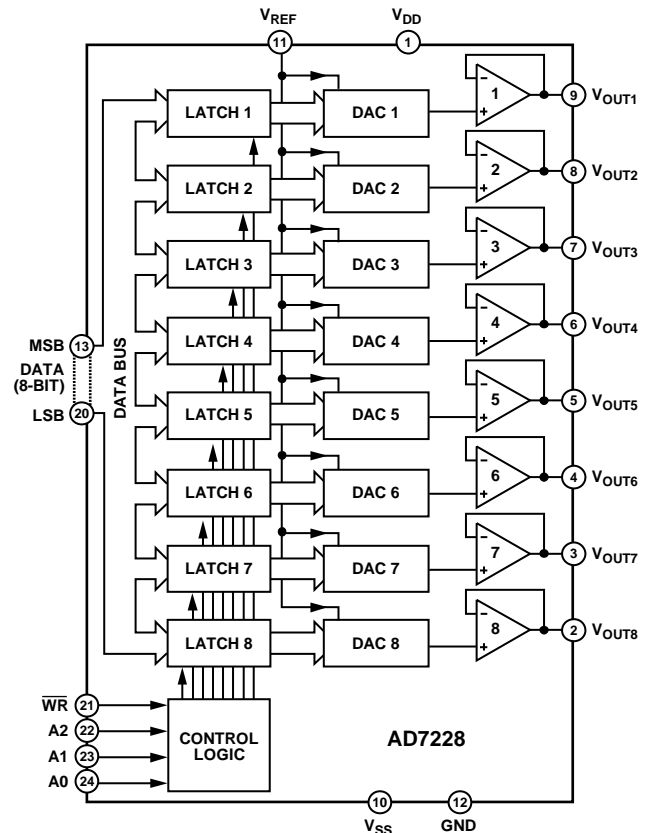 VREF
VDD
11
1
LATCH 1
DAC 1
−
1
+
9
VOUT1
LATCH 2
DAC 2
−
2
+
8
VOUT2
LATCH 3
DAC 3
−
3
+
7
VOUT3
MSB
13
DATA
(8-BIT)
LSB
20
DATA BUS
LATCH 4
DAC 4
−
4
+
6
VOUT4
LATCH 5
DAC 5
−
5
+
5
VOUT5
LATCH 6
DAC 6
−
6
+
4
VOUT6
LATCH 7
DAC 7
−
7
+
3
VOUT7
LATCH 8
DAC 8
−
8
+
2
VOUT8
W̅R̅
21
A2
22
A1
23
A0
24
CONTROL
LOGIC
AD7228
10
12
VSS
GND